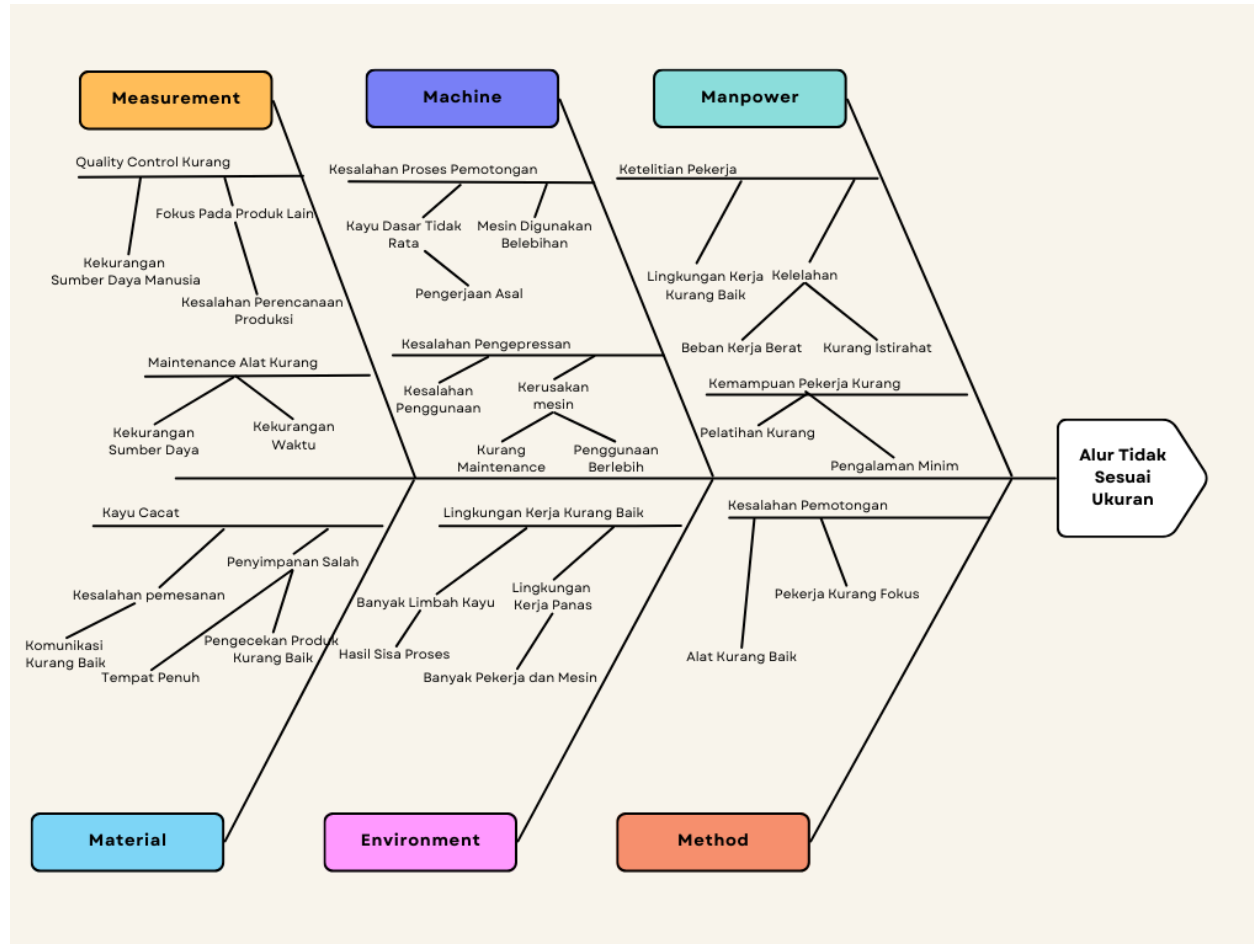 Measurement
Machine
Manpower
Quality Control Kurang
Kesalahan Proses Pemotongan
Ketelitian Pekerja
Fokus Pada Produk Lain
Kayu Dasar Tidak
Rata
Mesin Digunakan
Belebihan
Kekurangan
Sumber Daya Manusia
Lingkungan Kerja
Kurang Baik
Kelelahan
Kesalahan Perencanaan
Produksi
Pengerjaan Asal
Kesalahan Pengepressan
Beban Kerja Berat
Kurang Istirahat
Maintenance Alat Kurang
Kesalahan
Penggunaan
Kerusakan
mesin
Kemampuan Pekerja Kurang
Kekurangan
Sumber Daya
Kekurangan
Waktu
Kurang
Maintenance
Penggunaan
Berlebih
Pelatihan Kurang
Pengalaman Minim
Alur Tidak
Sesuai
Ukuran
Kayu Cacat
Lingkungan Kerja Kurang Baik
Kesalahan Pemotongan
Penyimpanan Salah
Kesalahan pemesanan
Banyak Limbah Kayu
Lingkungan
Kerja Panas
Pekerja Kurang Fokus
Komunikasi
Kurang Baik
Pengecekan Produk
Kurang Baik
Tempat Penuh
Hasil Sisa Proses
Banyak Pekerja dan Mesin
Alat Kurang Baik
Material
Environment
Method